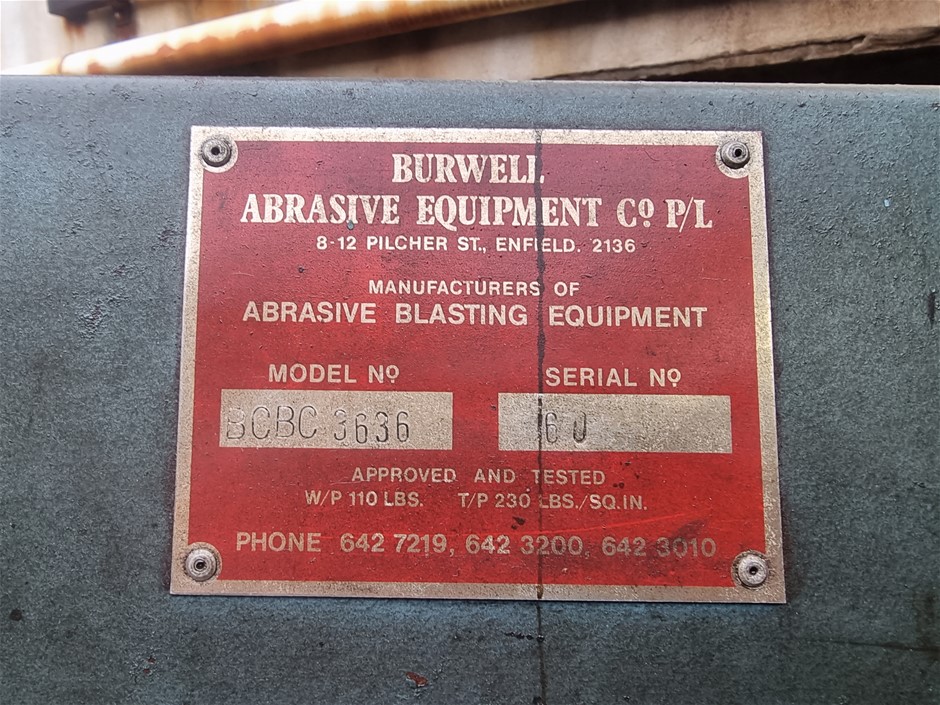 BURWELL
ABRASIVE EQUIPMENT Cº P/L
8-12 PILCHER ST., ENFIELD. 2136
MANUFACTURERS OF
ABRASIVE BLASTING EQUIPMENT
MODEL Nº SERIAL Nº
BCBC 3636 60
APPROVED AND TESTED
W/P 110 LBS. T/P 230 LBS./SQ.IN.
PHONE 642 7219, 642 3200, 642 3010